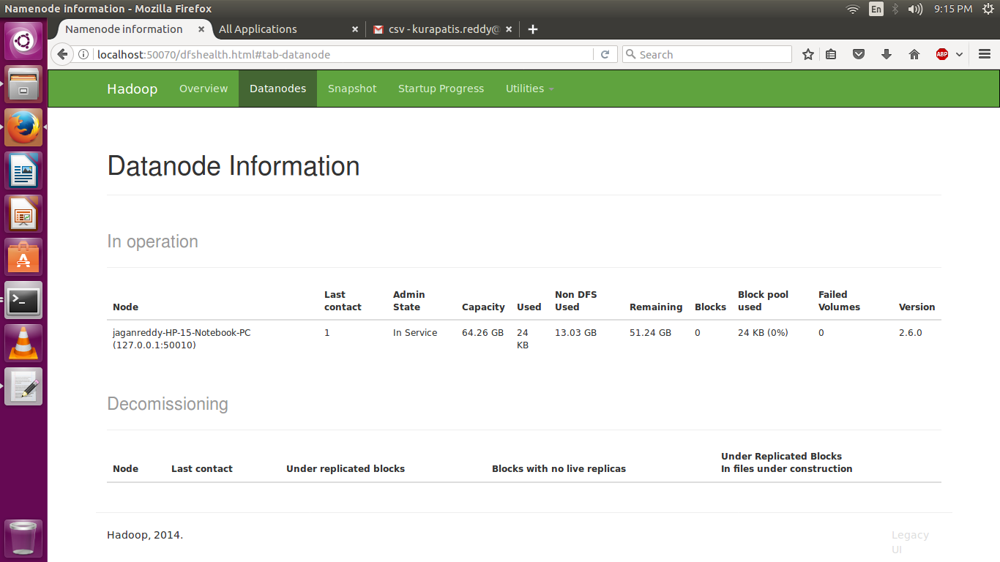 Namenode information - Mozilla Firefox
En
9:15 PM
Namenode information
All Applications
csv - kurapatis.reddy@
localhost:50070/dfshealth.html#tab-datanode
Search
ABP
Hadoop Overview Datanodes Snapshot Startup Progress Utilities
Datanode Information
In operation
Node Last contact Admin State Capacity Used Non DFS Used Remaining Blocks Block pool used Failed Volumes Version
jaganreddy-HP-15-Notebook-PC (127.0.0.1:50010) 1 In Service 64.26 GB 24 KB 13.03 GB 51.24 GB 0 24 KB (0%) 0 2.6.0
Decomissioning
Node Last contact Under replicated blocks Blocks with no live replicas Under Replicated Blocks In files under construction
Hadoop, 2014.
Legacy UI